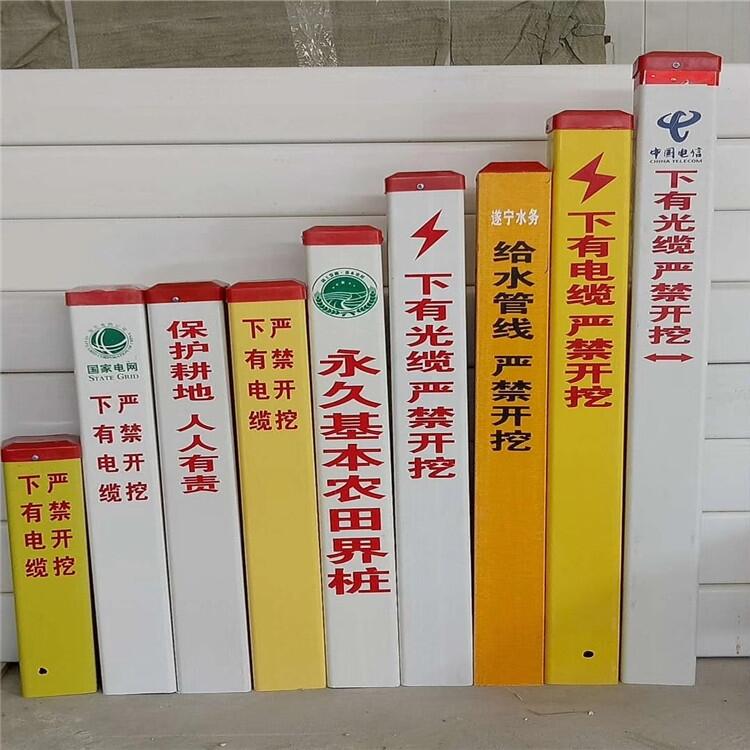 下有电缆
严禁开挖
国家电网
STATE GRID
下有电缆
严禁开挖
保护耕地 人人有责
下有电缆
严禁开挖
永久基本农田界桩
下有光缆 严禁开挖
遂宁水务
给水管线 严禁开挖
下有电缆 严禁开挖
中国电信
CHINA TELECOM
下有光缆 严禁开挖